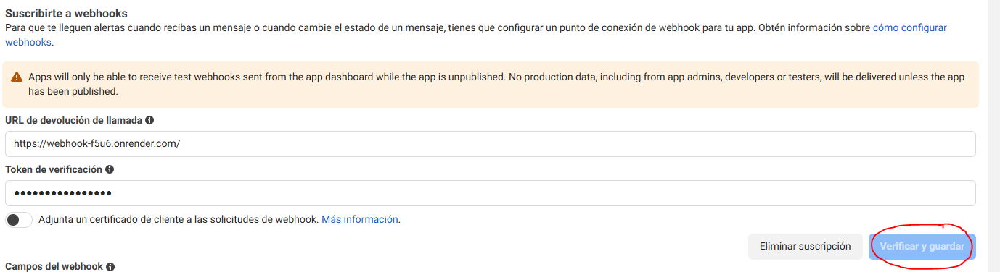 Suscribirte a webhooks
Para que te lleguen alertas cuando recibas un mensaje o cuando cambie el estado de un mensaje, tienes que configurar un punto de conexión de webhook para tu app. Obtén información sobre cómo configurar
webhooks.
Apps will only be able to receive test webhooks sent from the app dashboard while the app is unpublished. No production data, including from app admins, developers or testers, will be delivered unless the app
has been published.
URL de devolución de llamada
https://webhook-f5u6.onrender.com/
Token de verificación
••••••••••••••••
Adjunta un certificado de cliente a las solicitudes de webhook. Más información.
Eliminar suscripción Verificar y guardar
Campos del webhook